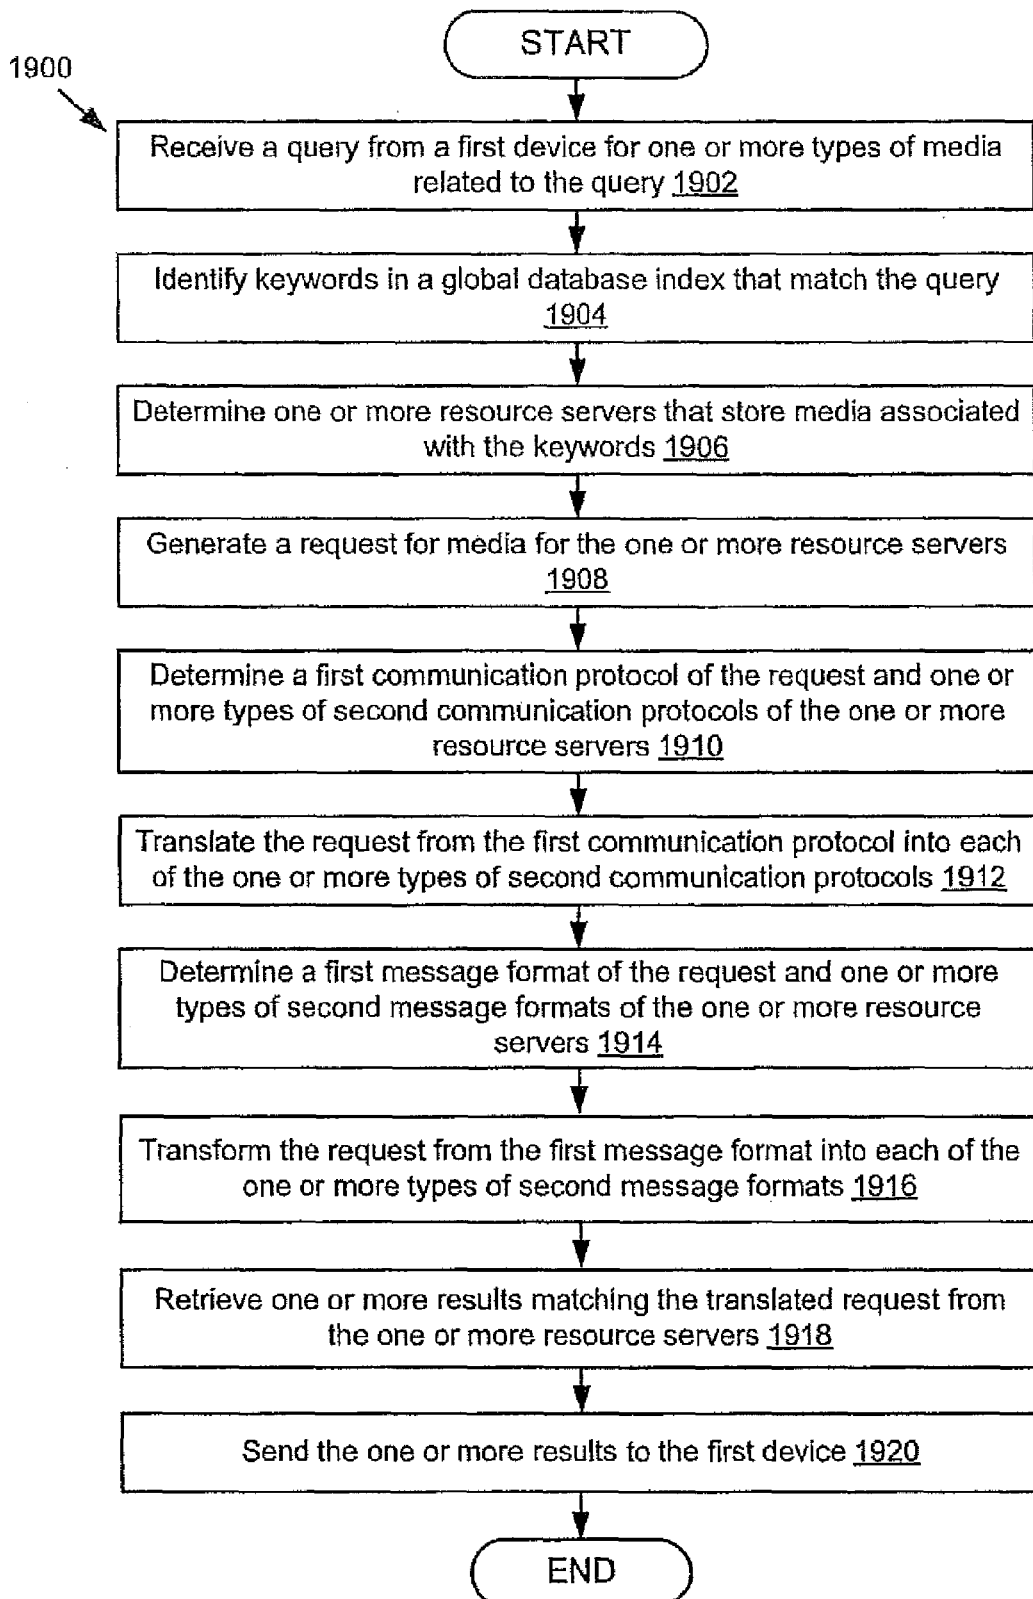 START
1900
Receive a query from a first device for one or more types of media
related to the query 1902
Identify keywords in a global database index that match the query
1904
Determine one or more resource servers that store media associated
with the keywords 1906
Generate a request for media for the one or more resource servers
1908
Determine a first communication protocol of the request and one or
more types of second communication protocols of the one or more
resource servers 1910
Translate the request from the first communication protocol into each
of the one or more types of second communication protocols 1912
Determine a first message format of the request and one or more
types of second message formats of the one or more resource
servers 1914
Transform the request from the first message format into each of the
one or more types of second message formats 1916
Retrieve one or more results matching the translated request from
the one or more resource servers 1918
Send the one or more results to the first device 1920
END